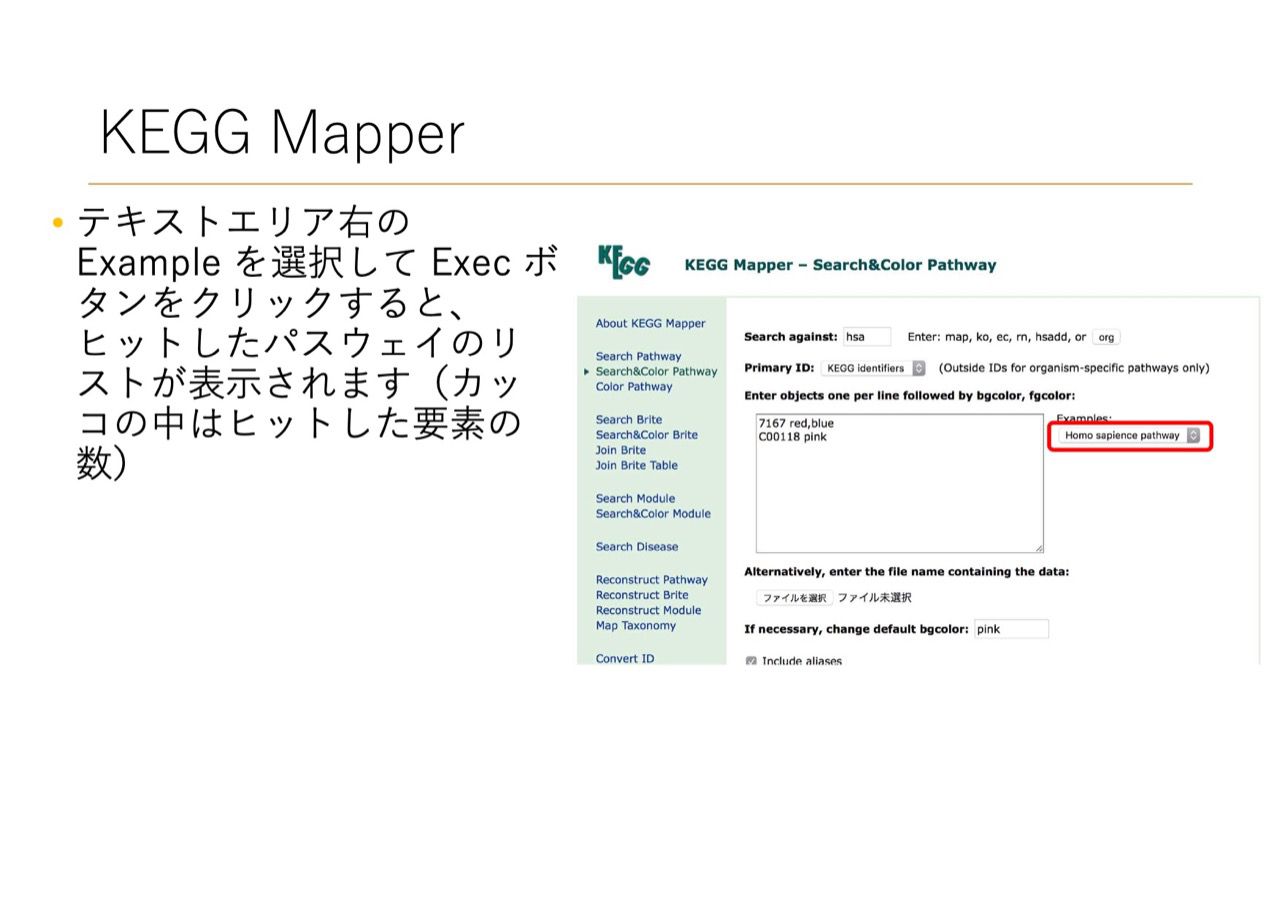 KEGG Mapper
• テキストエリア右の
Example を選択して Exec ボ
タンをクリックすると、
ヒットしたパスウェイのリ
ストが表示されます（カッ
コの中はヒットした要素の
数）
KEGG
KEGG Mapper – Search&Color Pathway
About KEGG Mapper
Search Pathway
Search&Color Pathway
Color Pathway
Search Brite
Search&Color Brite
Join Brite
Join Brite Table
Search Module
Search&Color Module
Search Disease
Reconstruct Pathway
Reconstruct Brite
Reconstruct Module
Map Taxonomy
Convert ID
Search against: hsa Enter: map, ko, ec, rn, hsadd, or org
Primary ID: KEGG identifiers (Outside IDs for organism-specific pathways only)
Enter objects one per line followed by bgcolor, fgcolor:
7167 red,blue
C00118 pink
Examples:
Homo sapience pathway
Alternatively, enter the file name containing the data:
ファイルを選択 ファイル未選択
If necessary, change default bgcolor: pink
Include aliases